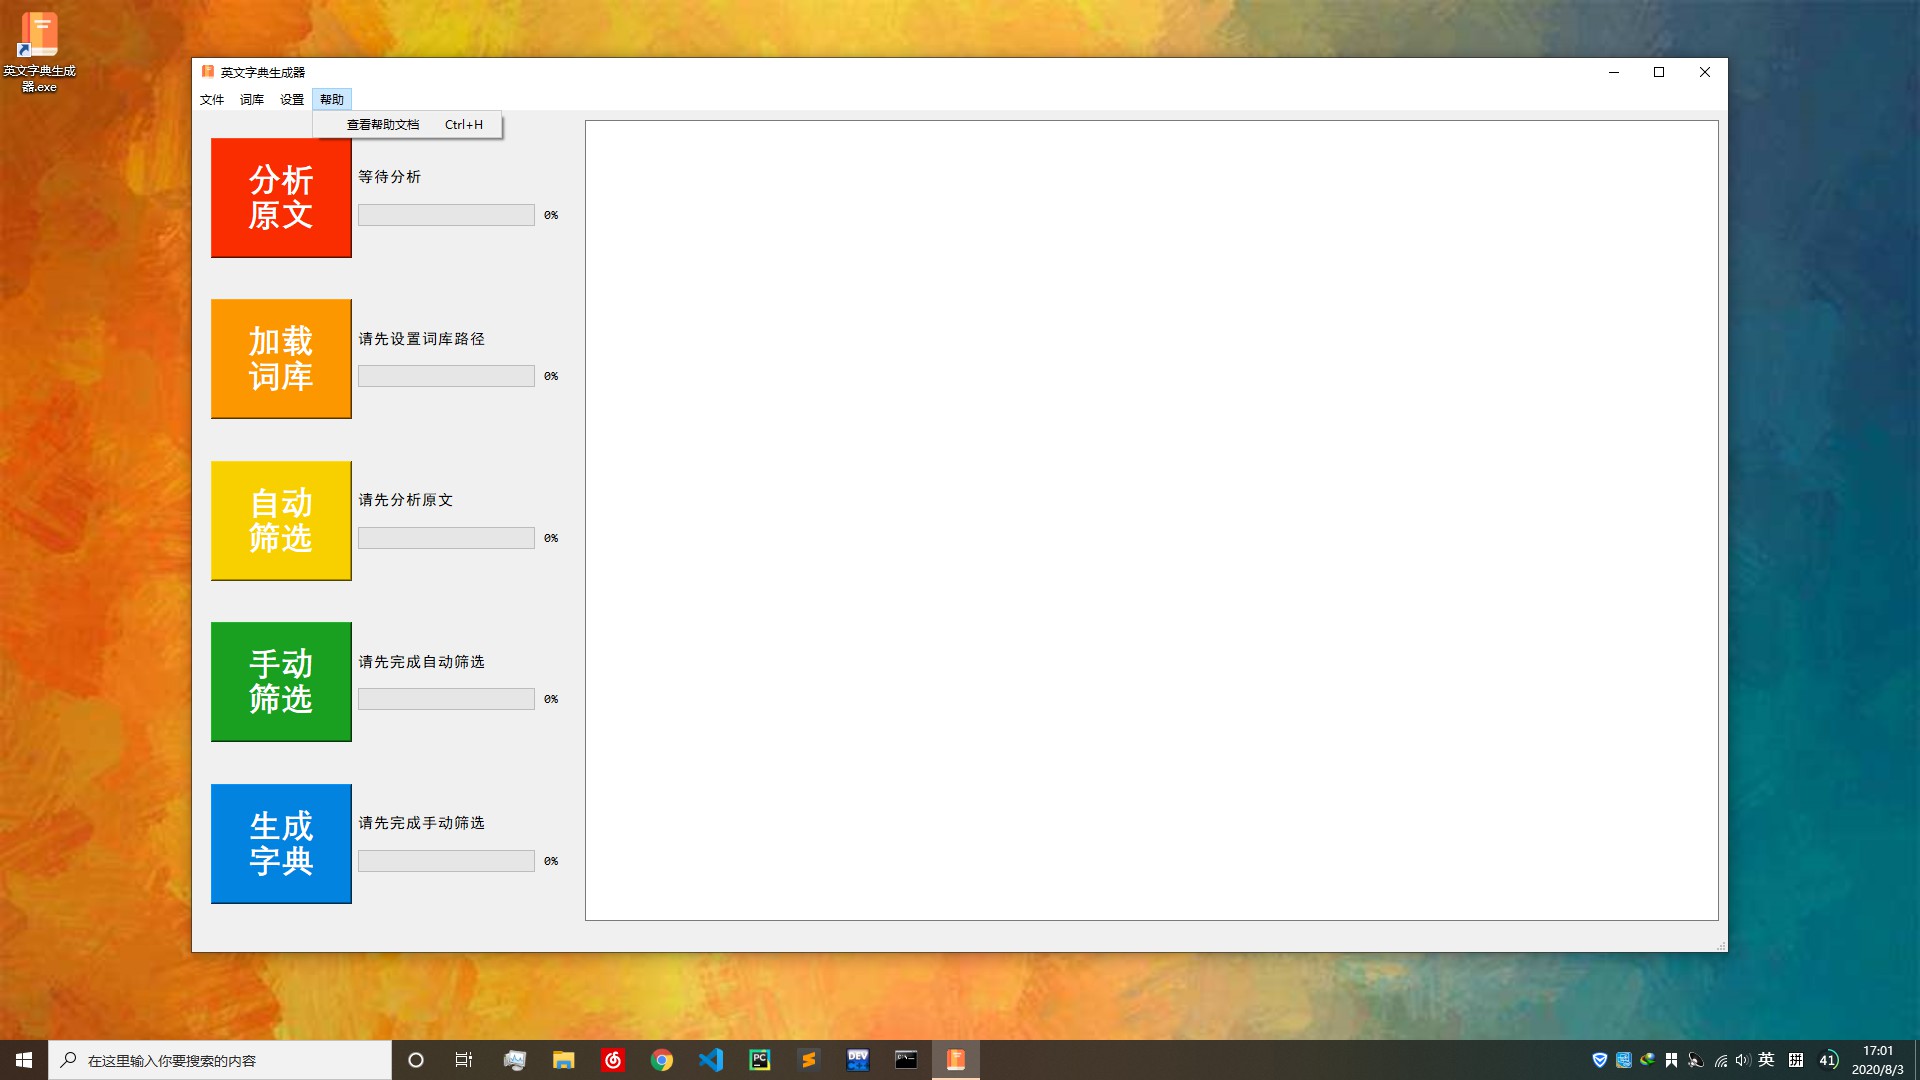 英文字典生成
器.exe
英文字典生成器
文件 词库 设置 帮助
查看帮助文档 Ctrl+H
分析
原文
等待分析
0%
加载
词库
请先设置词库路径
0%
自动
筛选
请先分析原文
0%
手动
筛选
请先完成自动筛选
0%
生成
字典
请先完成手动筛选
0%
在这里输入你要搜索的内容
PC
DEV
C:\
英
拼
41
17:01
2020/8/3